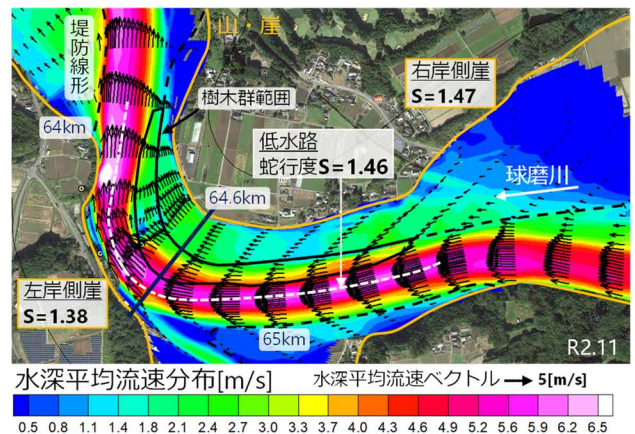 堤防線形
山・崖
右岸側崖
S=1.47
樹木群範囲
64km
低水路
蛇行度S=1.46
64.6km
球磨川
左岸側崖
S=1.38
65km
R2.11
水深平均流速分布[m/s]
水深平均流速ベクトル 5[m/s]
0.5 0.8 1.1 1.4 1.8 2.1 2.4 2.7 3.0 3.3 3.7 4.0 4.3 4.6 4.9 5.2 5.6 5.9 6.2 6.5